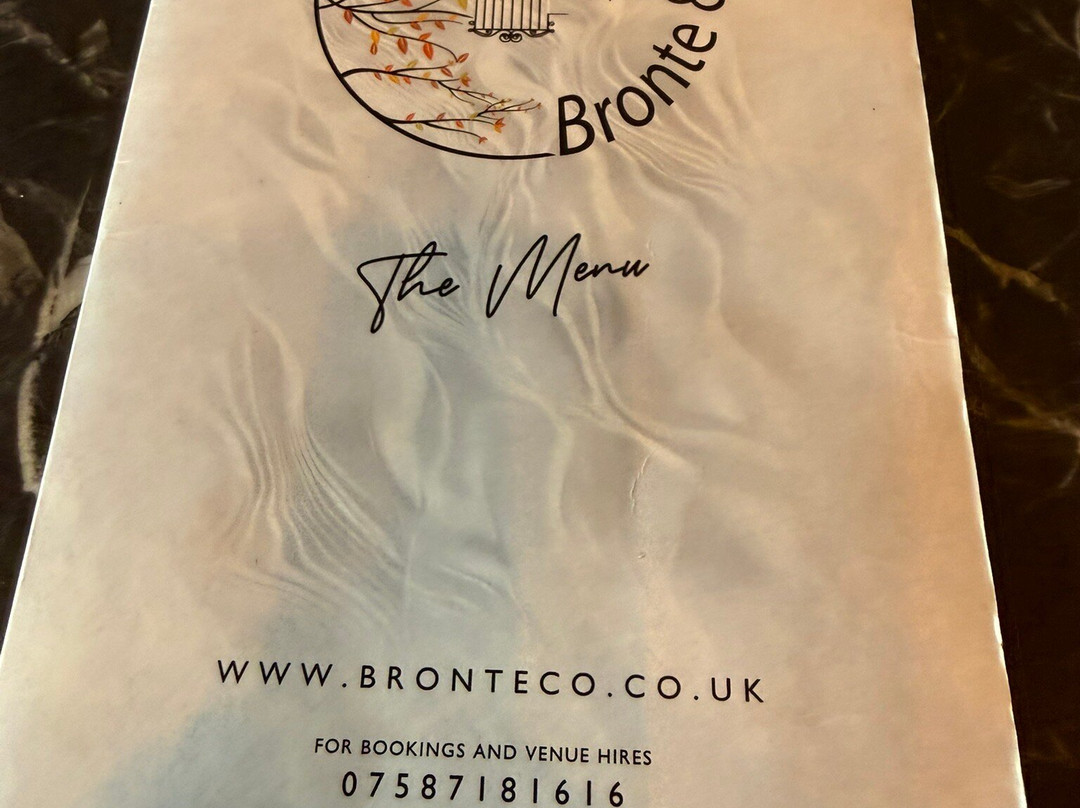 Bronte &
The Menu
WWW.BRONTECO.CO.UK
FOR BOOKINGS AND VENUE HIRES
07587181616